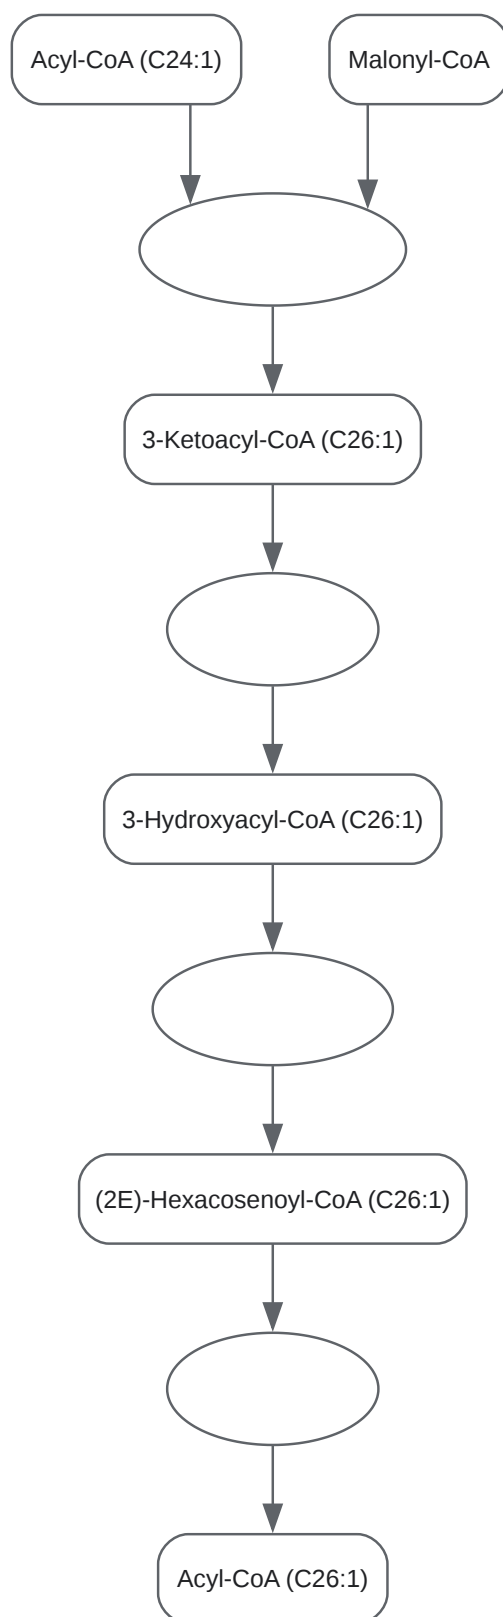 Acyl-CoA (C24:1)
Malonyl-CoA
3-Ketoacyl-CoA (C26:1)
3-Hydroxyacyl-CoA (C26:1)
(2E)-Hexacosenoyl-CoA (C26:1)
Acyl-CoA (C26:1)